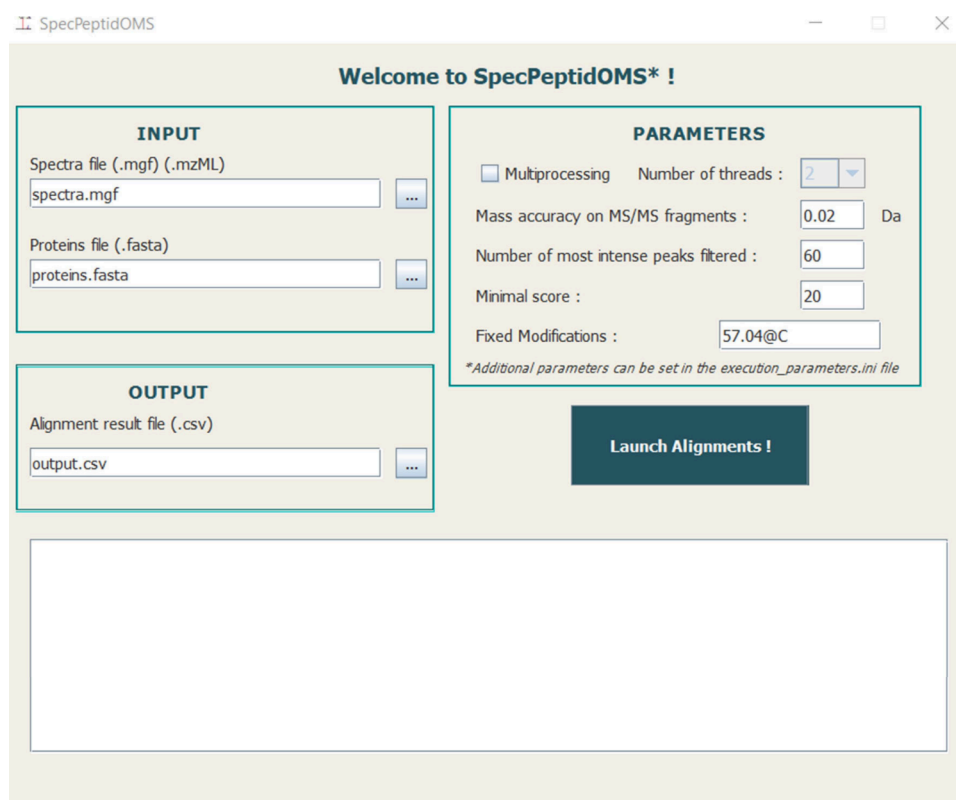 SpecPeptidOMS
Welcome to SpecPeptidOMS* !
INPUT
Spectra file (.mgf) (.mzML)
spectra.mgf
...
Proteins file (.fasta)
proteins.fasta
...
OUTPUT
Alignment result file (.csv)
output.csv
...
PARAMETERS
Multiprocessing Number of threads : 2
Mass accuracy on MS/MS fragments : 0.02 Da
Number of most intense peaks filtered : 60
Minimal score : 20
Fixed Modifications : 57.04@C
*Additional parameters can be set in the execution_parameters.ini file
Launch Alignments !